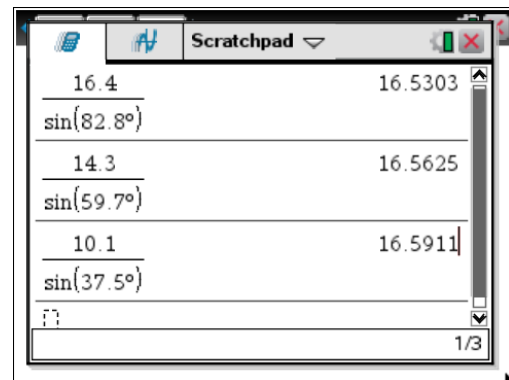 Scratchpad
16.4 16.5303
sin(82.8°)
14.3 16.5625
sin(59.7°)
10.1 16.5911
sin(37.5°)
1/3